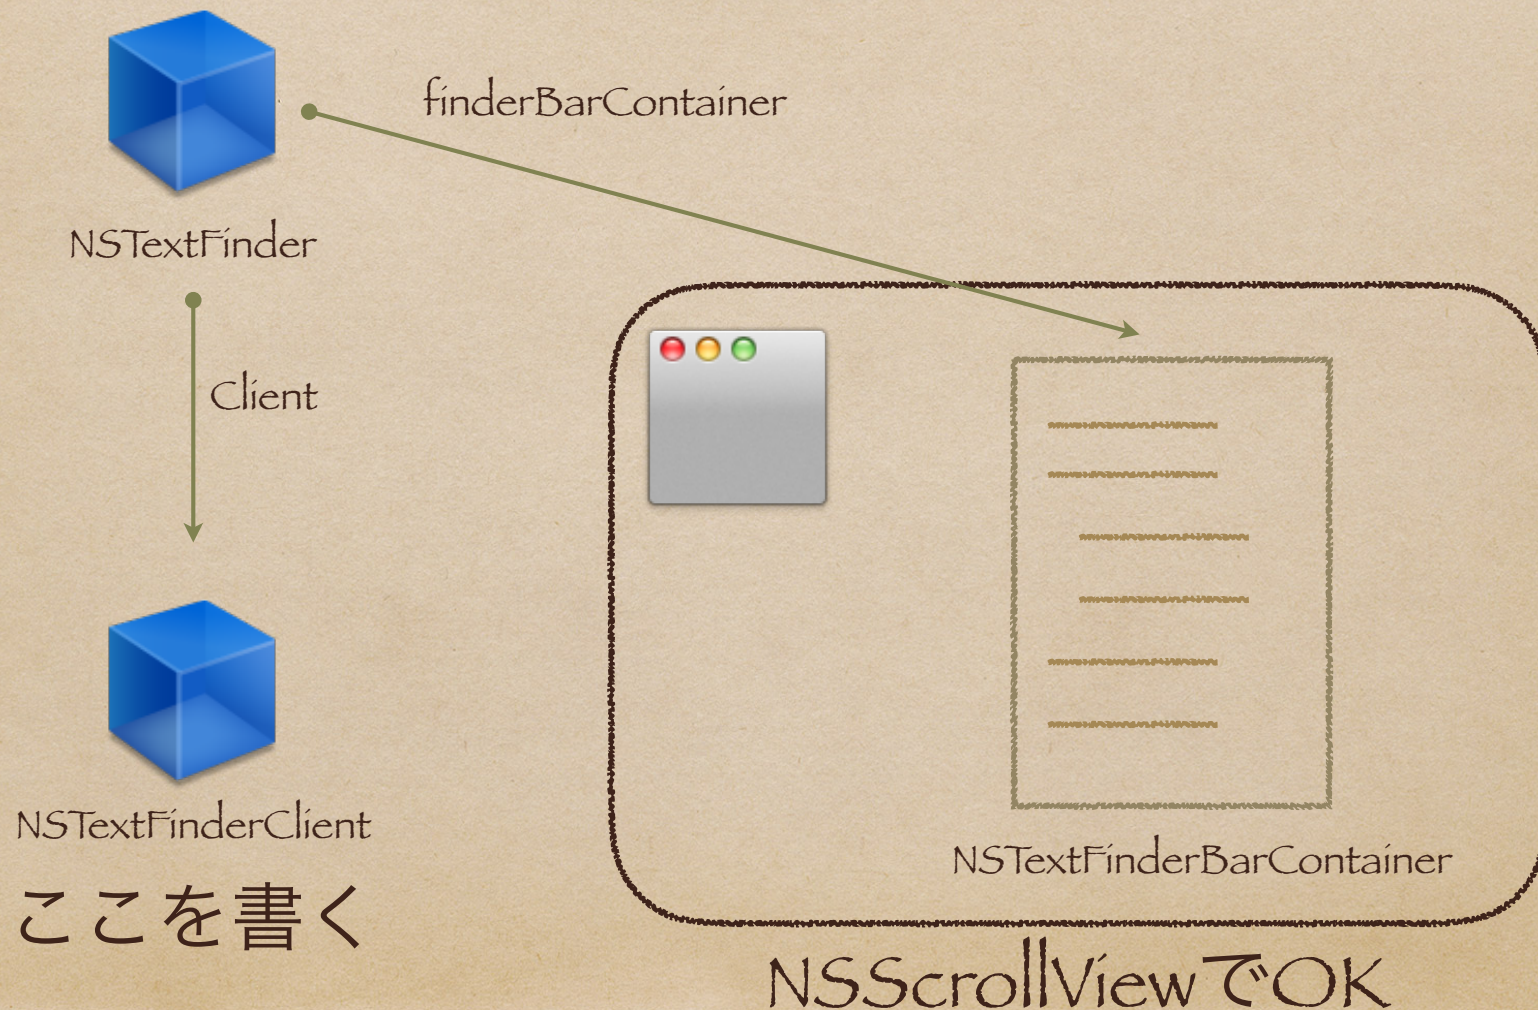 finderBarContainer
NSTextFinder
Client
NSTextFinderClient
ここを書く
NSTextFinderBarContainer
NSScrollViewでOK